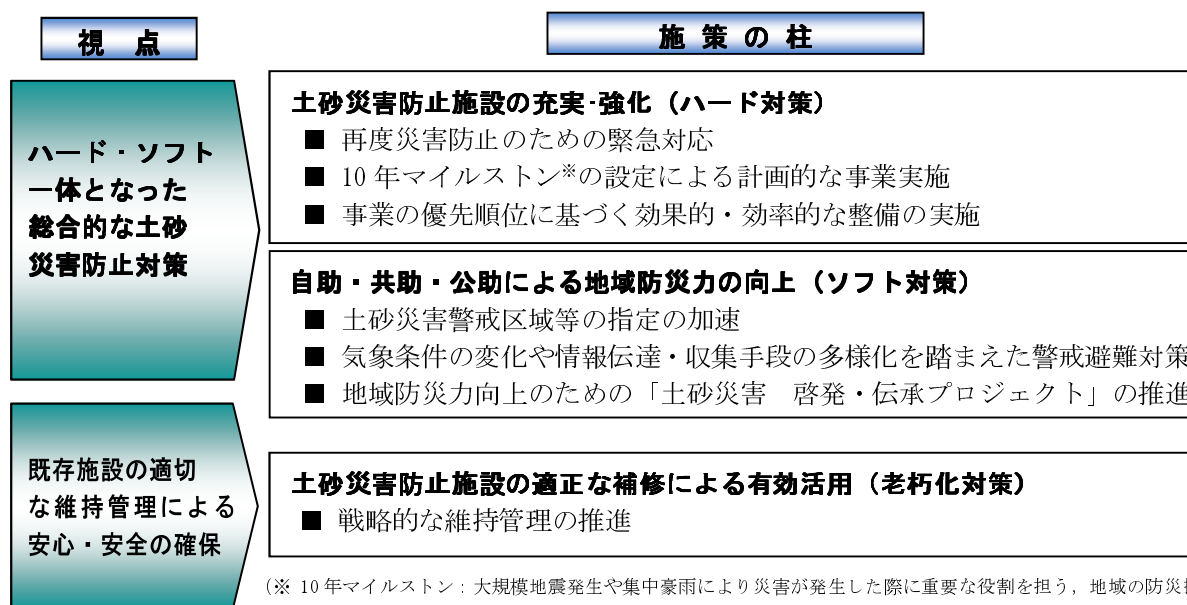 視 点
施 策 の 柱
ハード・ソフト
一体となった
総合的な土砂
災害防止対策
土砂災害防止施設の充実・強化（ハード対策）
■ 再度災害防止のための緊急対応
■ 10 年マイルストン※の設定による計画的な事業実施
■ 事業の優先順位に基づく効果的・効率的な整備の実施
自助・共助・公助による地域防災力の向上（ソフト対策）
■ 土砂災害警戒区域等の指定の加速
■ 気象条件の変化や情報伝達・収集手段の多様化を踏まえた警戒避難対策
■ 地域防災力向上のための「土砂災害　啓発・伝承プロジェクト」の推進
既存施設の適切
な維持管理による
安心・安全の確保
土砂災害防止施設の適正な補修による有効活用（老朽化対策）
■ 戦略的な維持管理の推進
（※ 10 年マイルストン：大規模地震発生や集中豪雨により災害が発生した際に重要な役割を担う，地域の防災